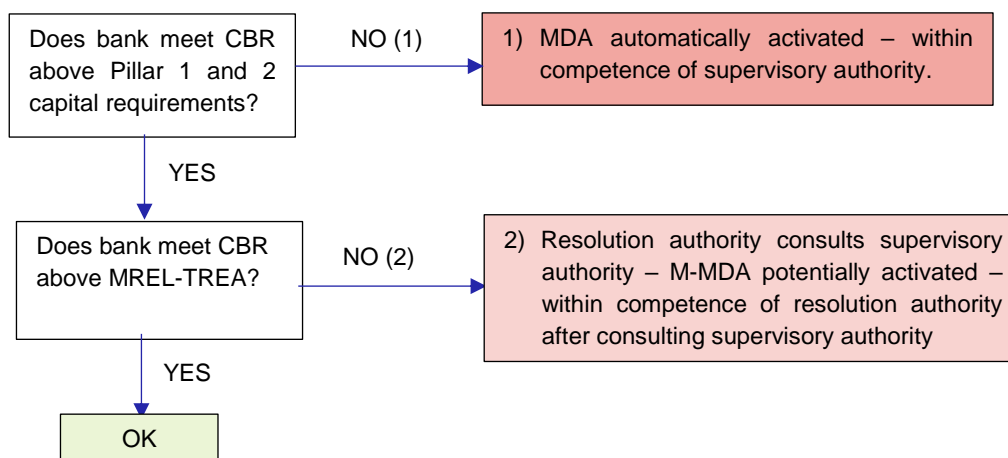 Does bank meet CBR
above Pillar 1 and 2
capital requirements?
NO (1)
1) MDA automatically activated – within
competence of supervisory authority.
YES
Does bank meet CBR
above MREL-TREA?
NO (2)
2) Resolution authority consults supervisory
authority – M-MDA potentially activated –
within competence of resolution authority
after consulting supervisory authority
YES
OK